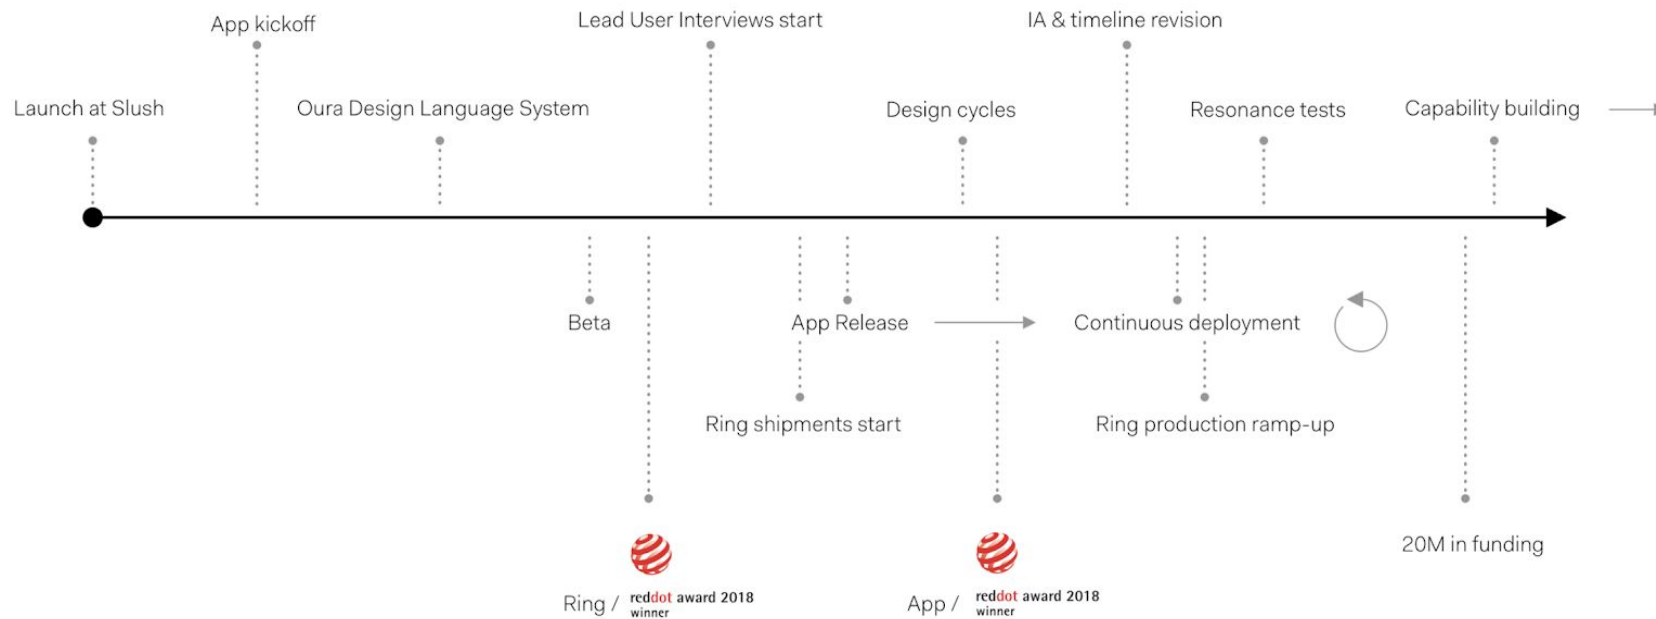 App kickoff
Lead User Interviews start
IA & timeline revision
Launch at Slush
Oura Design Language System
Design cycles
Resonance tests
Capability building
Beta
App Release
Continuous deployment
Ring shipments start
Ring production ramp-up
20M in funding
Ring / reddot award 2018
winner
App / reddot award 2018
winner